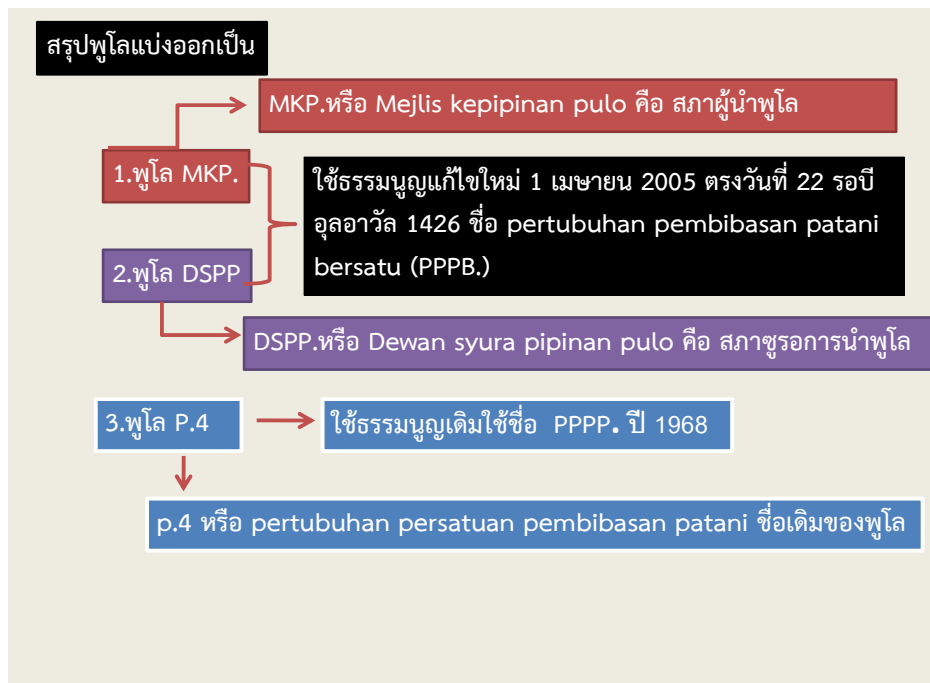 สรุปพูโลแบ่งออกเป็น
MKP.หรือ Mejlis kepipinan pulo คือ สภาผู้นำพูโล
1.พูโล MKP.
ใช้ธรรมนูญแก้ไขใหม่ 1 เมษายน 2005 ตรงวันที่ 22 รอบี
อุลอาวัล 1426 ชื่อ pertubuhan pembibasan patani
bersatu (PPPB.)
2.พูโล DSPP
DSPP.หรือ Dewan syura pipinan pulo คือ สภาซูรอการนำพูโล
3.พูโล P.4
ใช้ธรรมนูญเดิมใช้ชื่อ PPPP. ปี 1968
p.4 หรือ pertubuhan persatuan pembibasan patani ชื่อเดิมของพูโล